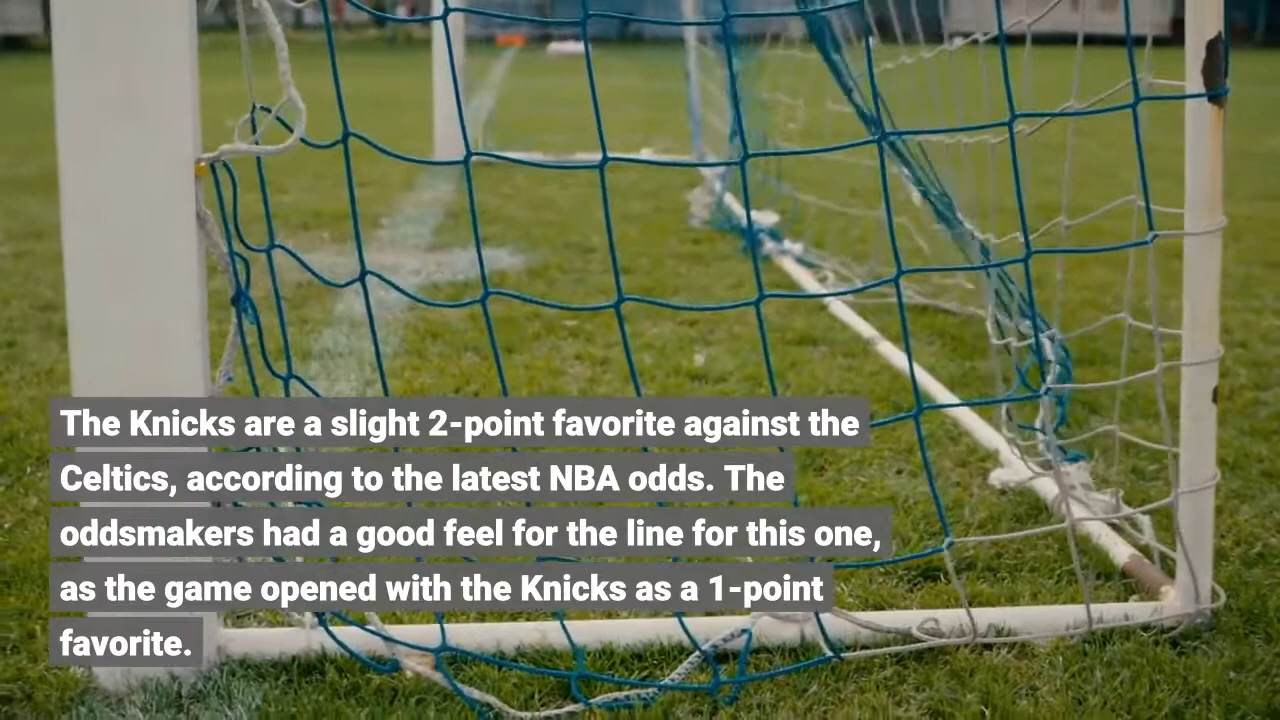 The Knicks are a slight 2-point favorite against the
Celtics, according to the latest NBA odds. The
oddsmakers had a good feel for the line for this one,
as the game opened with the Knicks as a 1-point
favorite.